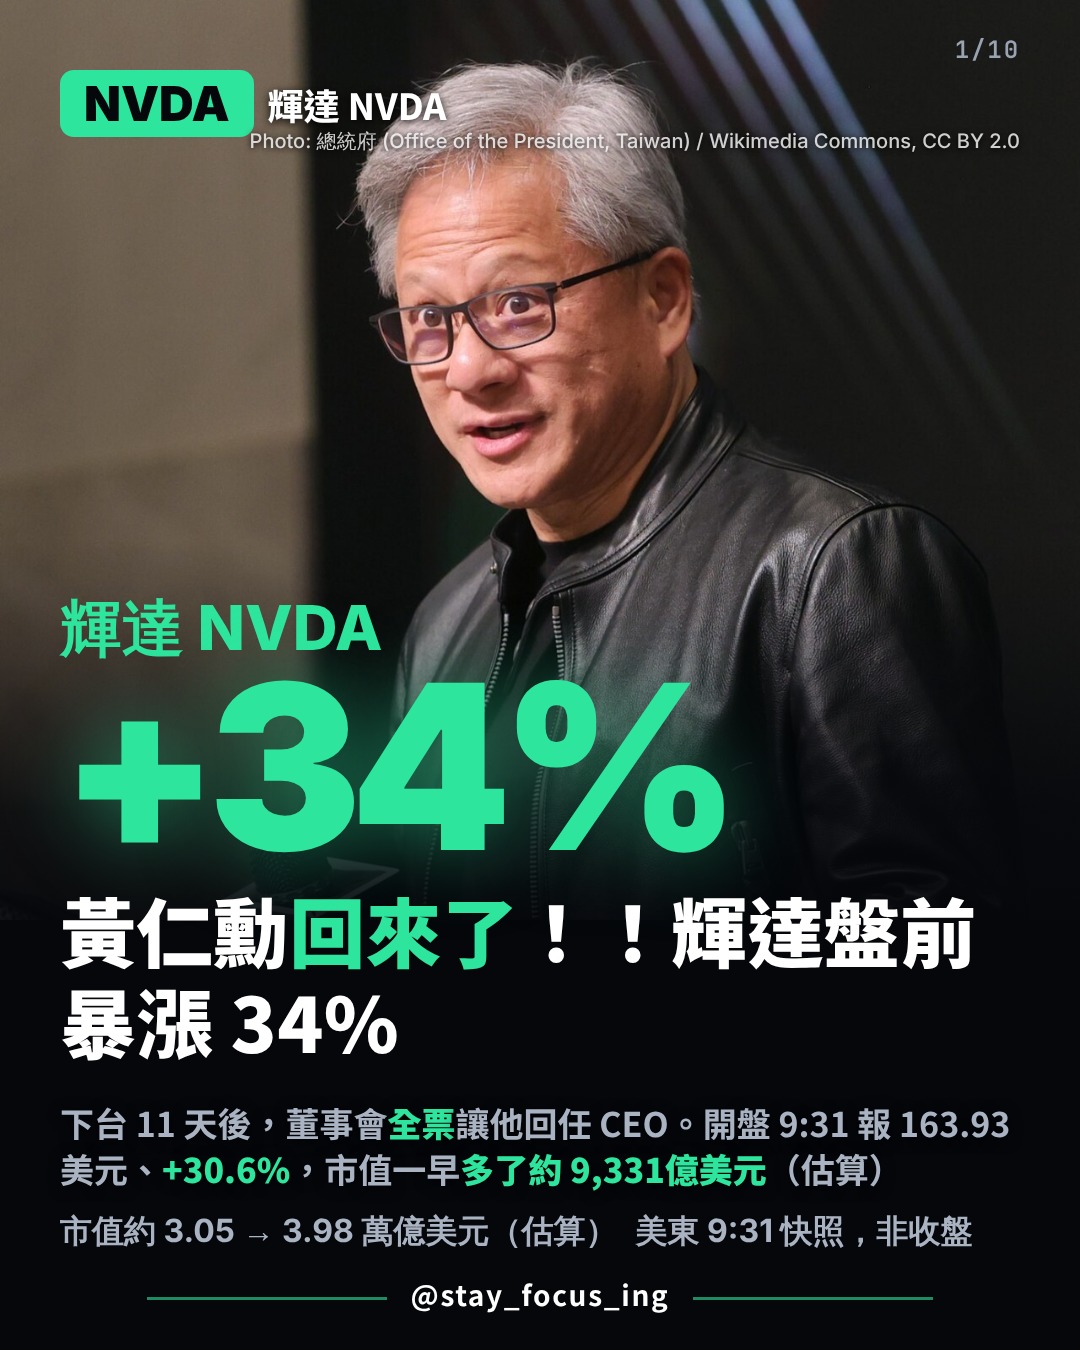 1/10
NVDA 輝達 NVDA
Photo: 總統府 (Office of the President, Taiwan) / Wikimedia Commons, CC BY 2.0
輝達 NVDA
+34%
黃仁勳回來了！！輝達盤前
暴漲 34%
下台 11 天後，董事會全票讓他回任 CEO。開盤 9:31 報 163.93
美元、+30.6%，市值一早多了約 9,331億美元（估算）
市值約 3.05 → 3.98 萬億美元（估算） 美東 9:31快照，非收盤
@stay_focus_ing